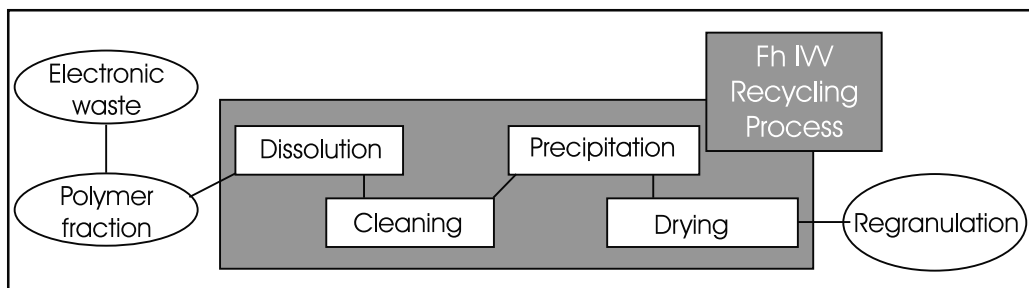 Electronic
waste
Polymer
fraction
Dissolution
Cleaning
Precipitation
Drying
Fh IVV
Recycling
Process
Regranulation